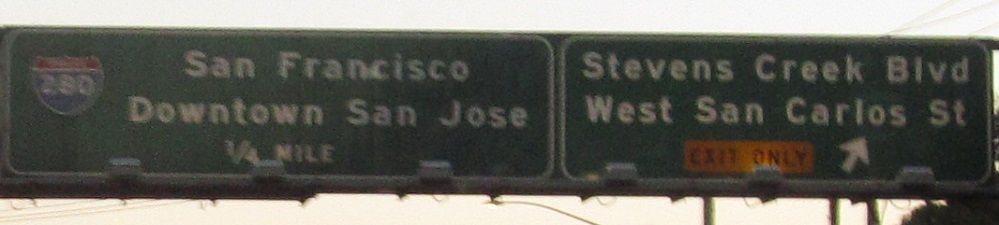 280
San Francisco
Downtown San Jose
1/4 MILE
Stevens Creek Blvd
West San Carlos St
EXIT ONLY